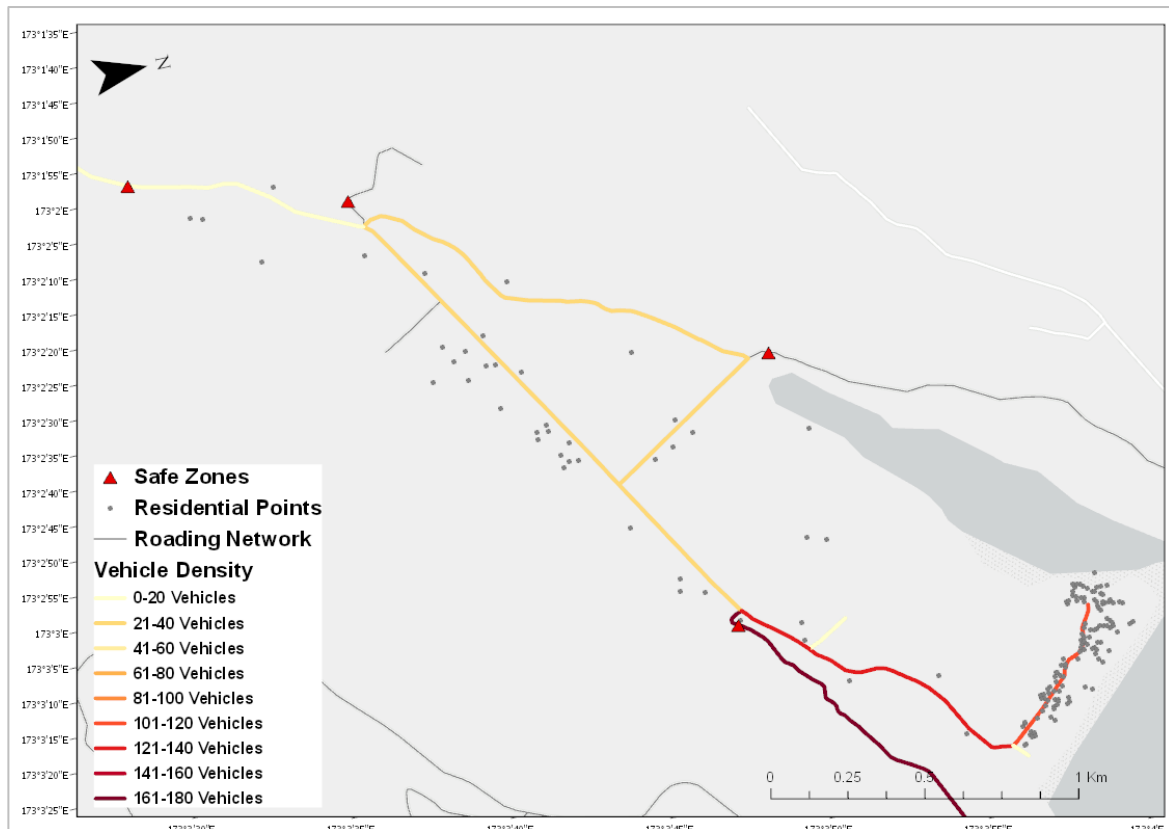 173°1'35"E
N
173°1'40"E
173°1'45"E
173°1'50"E
173°1'55"E
173°2'E
173°2'5"E
173°2'10"E
173°2'15"E
173°2'20"E
173°2'25"E
173°2'30"E
173°2'35"E
173°2'40"E
173°2'45"E
173°2'50"E
173°2'55"E
173°3'E
173°3'5"E
173°3'10"E
173°3'15"E
173°3'20"E
173°3'25"E
Safe Zones
Residential Points
Roading Network
Vehicle Density
0-20 Vehicles
21-40 Vehicles
41-60 Vehicles
61-80 Vehicles
81-100 Vehicles
101-120 Vehicles
121-140 Vehicles
141-160 Vehicles
161-180 Vehicles
0 0.25 0.5 1 Km